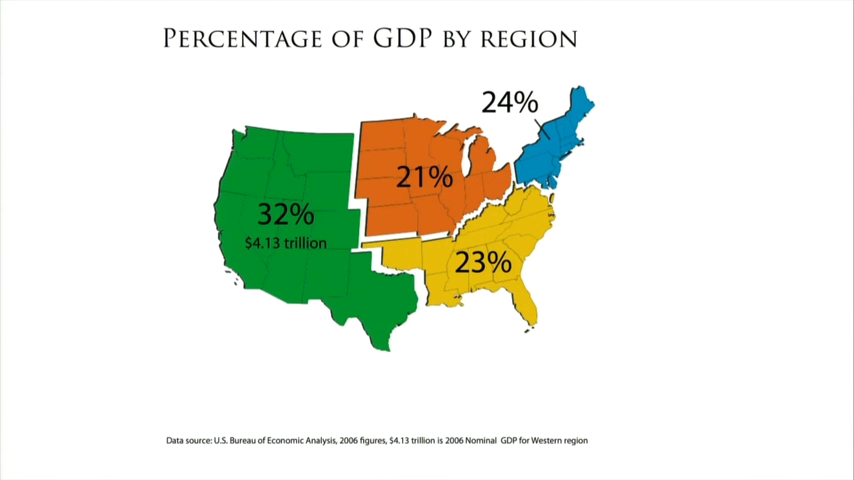 PERCENTAGE OF GDP BY REGION
24%
21%
32%
$4.13 trillion
23%
Data source: U.S. Bureau of Economic Analysis, 2006 figures, $4.13 trillion is 2006 Nominal GDP for Western region